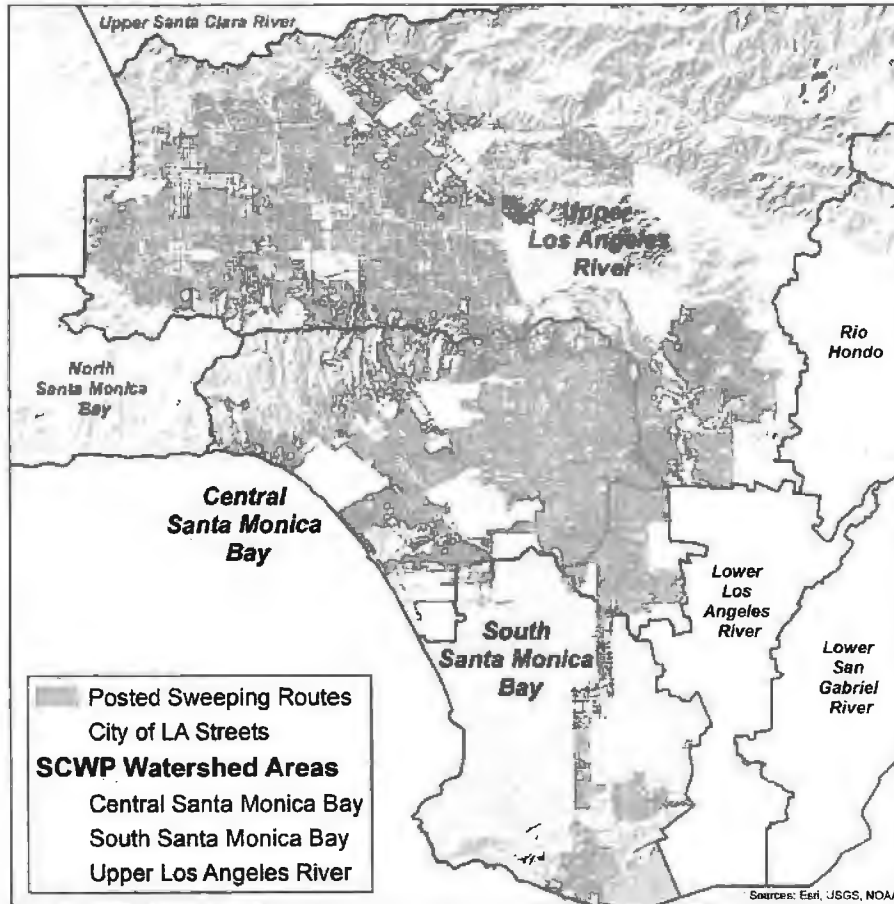 Upper Santa Clara River
Upper
Los Angeles
River
Rio
Hondo
North
Santa Monica
Bay
Central
Santa Monica
Bay
Lower
Los
Angeles
River
South
Santa Monica
Bay
Lower
San
Gabriel
River
Posted Sweeping Routes
City of LA Streets
SCWP Watershed Areas
Central Santa Monica Bay
South Santa Monica Bay
Upper Los Angeles River
Sources: Esri, USGS, NOAA